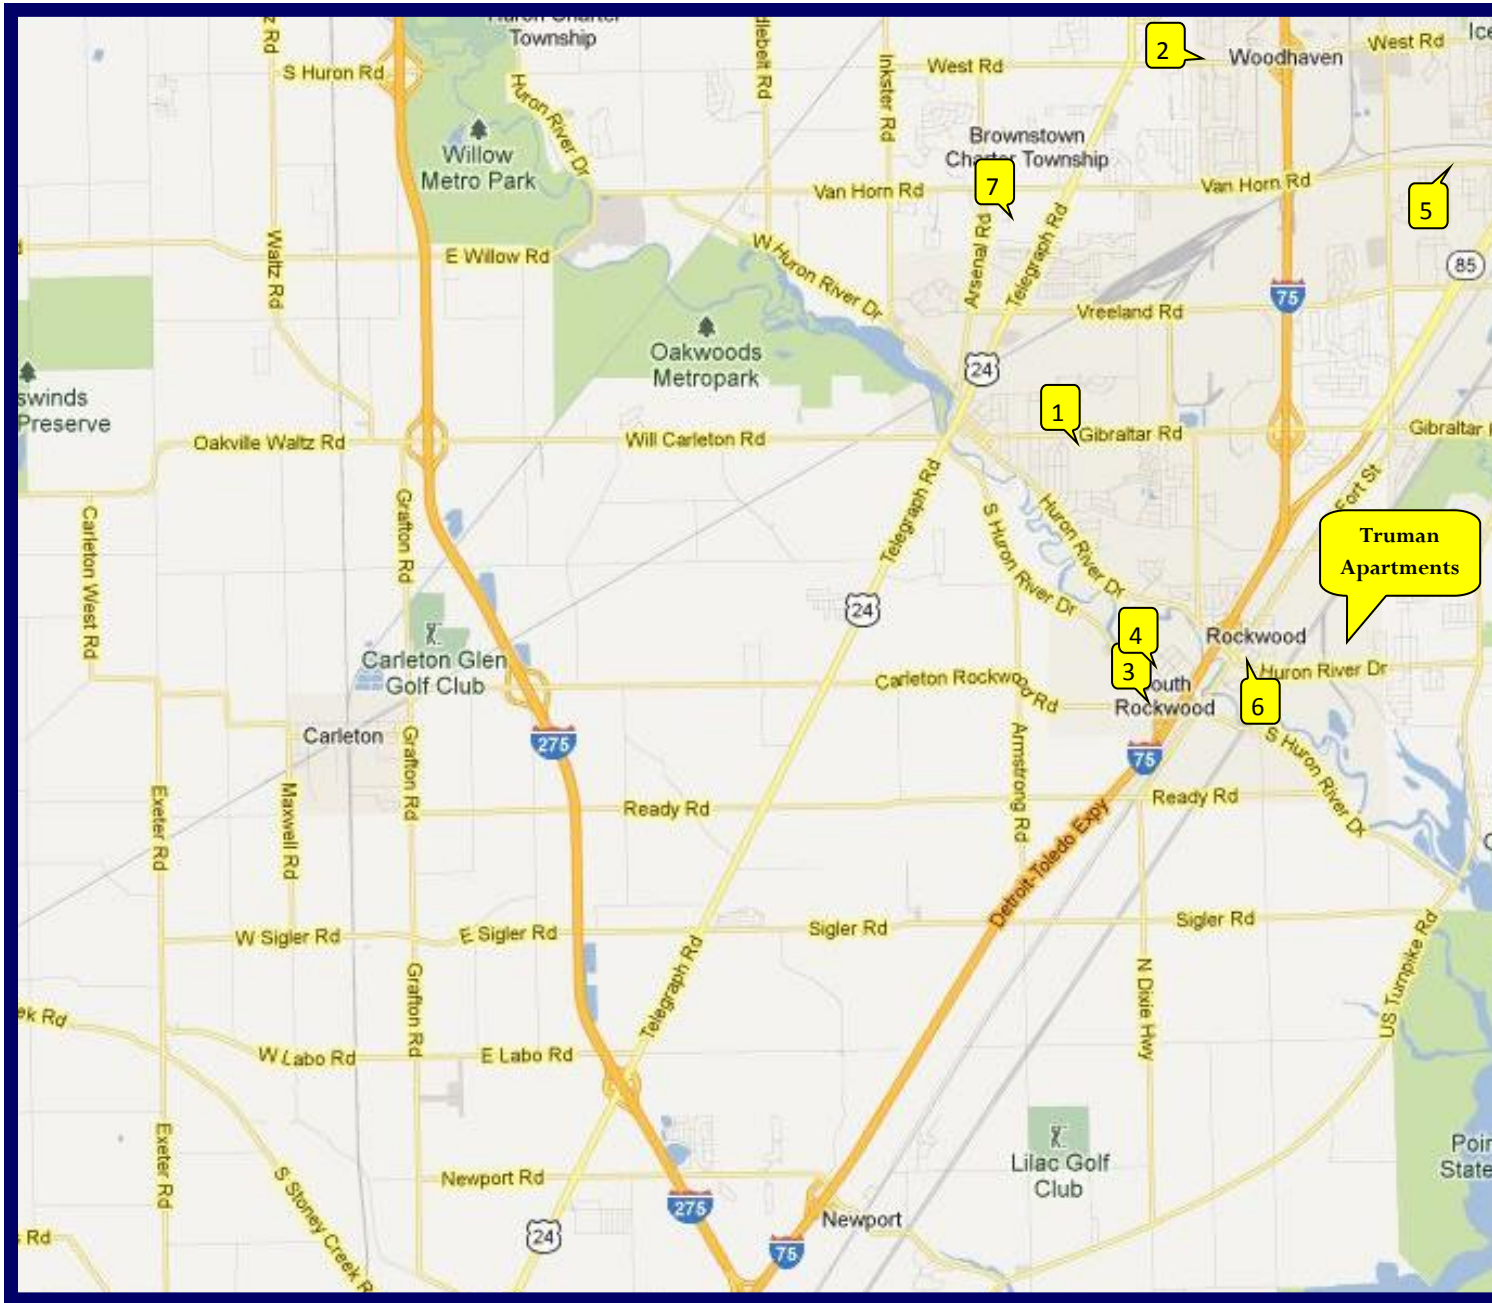 Huron Charter
Township
2
Woodhaven
West Rd
Ice
S Huron Rd
West Rd
Inkster Rd
Huron River Dr
Willow
Metro Park
Brownstown
Charter Township
7
Van Horn Rd
Van Horn Rd
5
Waltz Rd
E Willow Rd
W Huron River Dr
Arsenal Rd
Telegraph Rd
85
75
Vreeland Rd
Oakwoods
Metropark
24
swinds
Preserve
1
Oakville Waltz Rd
Will Carleton Rd
Gibraltar Rd
Gibraltar
Fort St
Carleton West Rd
Grafton Rd
Telegraph Rd
S Huron River Dr
Huron River Dr
Truman
Apartments
24
Carleton Glen
Golf Club
4
Rockwood
3
Carleton Rockwood Rd
Huron River Dr
South
Rockwood
6
Carleton
275
Grafton Rd
Armstrong Rd
75
S Huron River Dr
Exeter Rd
Maxwell Rd
Ready Rd
Ready Rd
Detroit-Toledo Expy
W Sigler Rd
E Sigler Rd
Sigler Rd
Sigler Rd
Telegraph Rd
Grafton Rd
N Dixie Hwy
US Turnpike Rd
ek Rd
W Labo Rd
E Labo Rd
Exeter Rd
S Stoney Creek R
Lilac Golf
Club
Poin
State
Newport Rd
275
Newport
24
75
Rd